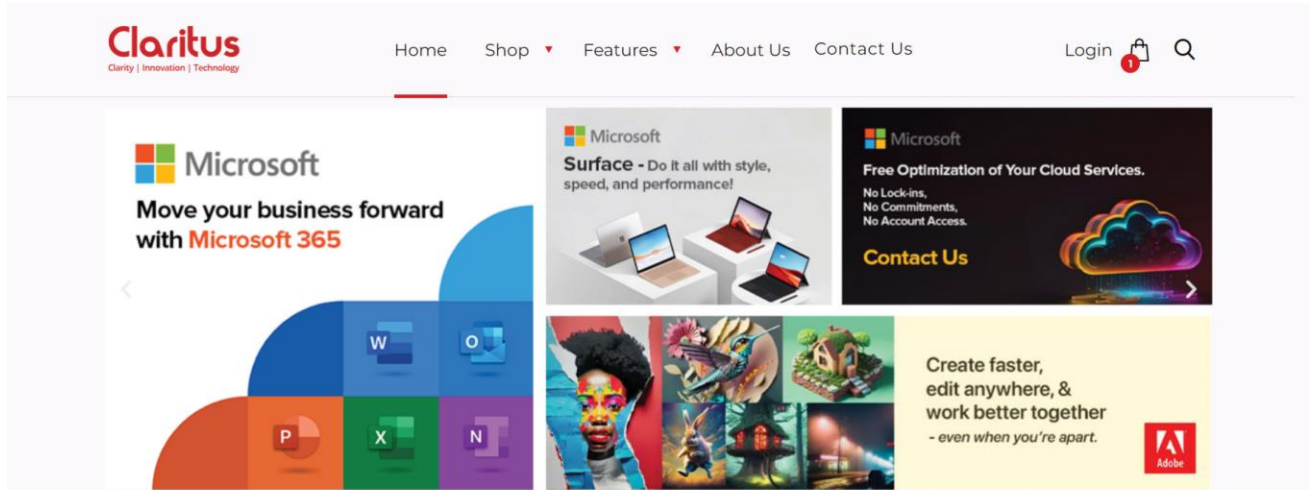 Claritus
Clarity | Innovation | Technology
Home Shop Features About Us Contact Us Login 1
Microsoft
Move your business forward
with Microsoft 365
W O
P X N
Microsoft
Surface - Do it all with style,
speed, and performance!
Microsoft
Free Optimization of Your Cloud Services.
No Lock-ins,
No Commitments,
No Account Access.
Contact Us
Create faster,
edit anywhere, &
work better together
- even when you're apart.
Adobe